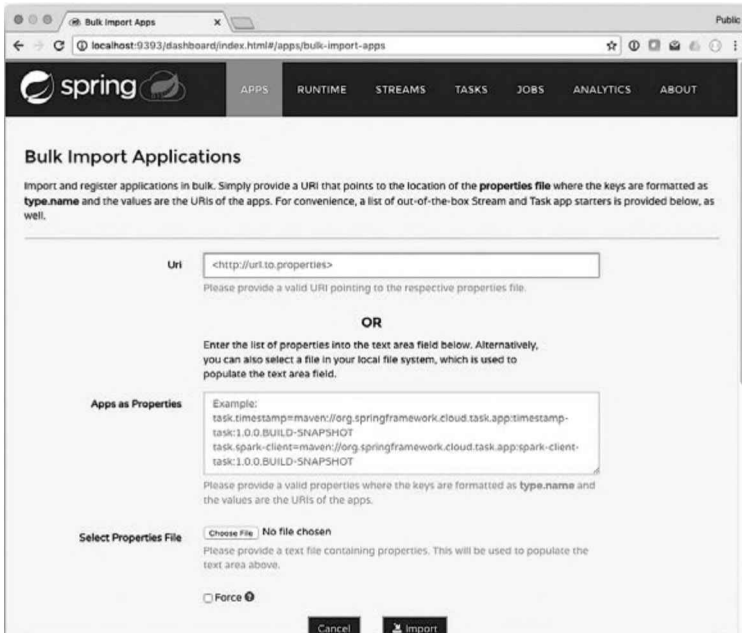 Bulk Import Apps
Public
localhost:9393/dashboard/index.html#/apps/bulk-import-apps
spring
APPS RUNTIME STREAMS TASKS JOBS ANALYTICS ABOUT
Bulk Import Applications
Import and register applications in bulk. Simply provide a URI that points to the location of the properties file where the keys are formatted as
type.name and the values are the URIs of the apps. For convenience, a list of out-of-the-box Stream and Task app starters is provided below, as
well.
Uri
<http://url.to.properties>
Please provide a valid URI pointing to the respective properties file.
OR
Enter the list of properties into the text area field below. Alternatively,
you can also select a file in your local file system, which is used to
populate the text area field.
Apps as Properties
Example:
task.timestamp=maven://org.springframework.cloud.task.app:timestamp-
task:1.0.0.BUILD-SNAPSHOT
task.spark-client=maven://org.springframework.cloud.task.app:spark-client-
task:1.0.0.BUILD-SNAPSHOT
Please provide a valid properties where the keys are formatted as type.name and
the values are the URIs of the apps.
Select Properties File
Choose File No file chosen
Please provide a text file containing properties. This will be used to populate the
text area above.
Force
Cancel
Import